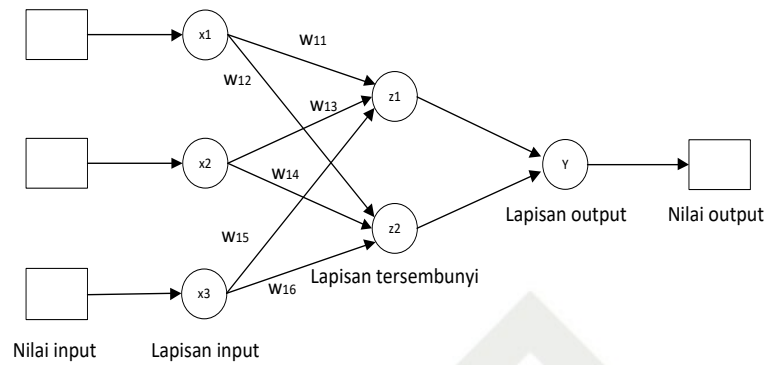 x1
W11
W12
z1
W13
x2
Y
W14
Lapisan output
Nilai output
z2
W15
Lapisan tersembunyi
W16
x3
Nilai input
Lapisan input